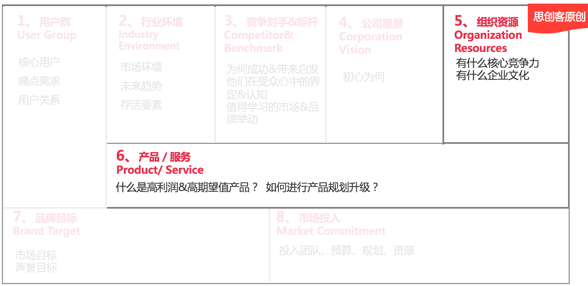 思创客原创
1、用户群
User Group
核心用户
痛点需求
用户关系
2、行业环境
Industry
Environment
市场环境
未来趋势
存活要素
3、竞争对手&标杆
Competitor&
Benchmark
为何成功&带来启发
他们在受众心中的界
定&认知
值得学习的市场&品
牌举动
4、公司愿景
Corporation
Vision
初心为何
5、组织资源
Organization
Resources
有什么核心竞争力
有什么企业文化
6、产品 / 服务
Product/ Service
什么是高利润&高期望值产品？ 如何进行产品规划升级？
7、品牌目标
Brand Target
市场目标
声誉目标
8、市场投入
Market Commitment
投入团队、预算、规划、资源